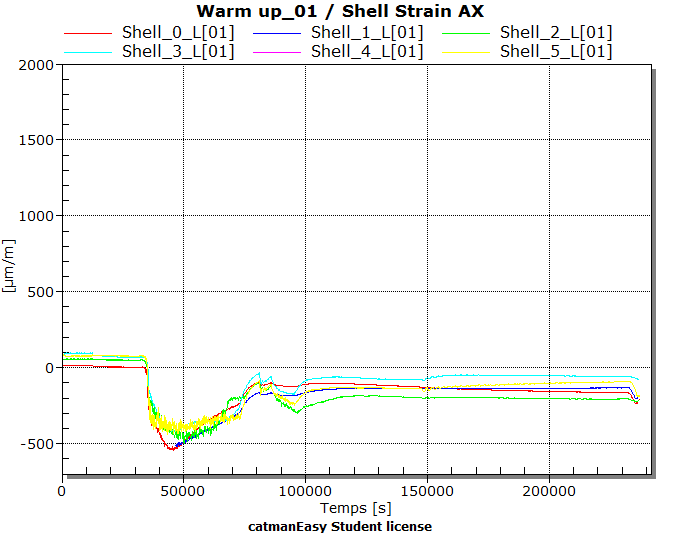 Warm up_01 / Shell Strain AX
Shell_0_L[01] Shell_1_L[01] Shell_2_L[01]
Shell_3_L[01] Shell_4_L[01] Shell_5_L[01]
2000
1500
1000
[µm/m]
500
0
-500
0 50000 100000 150000 200000
Temps [s]
catmanEasy Student license